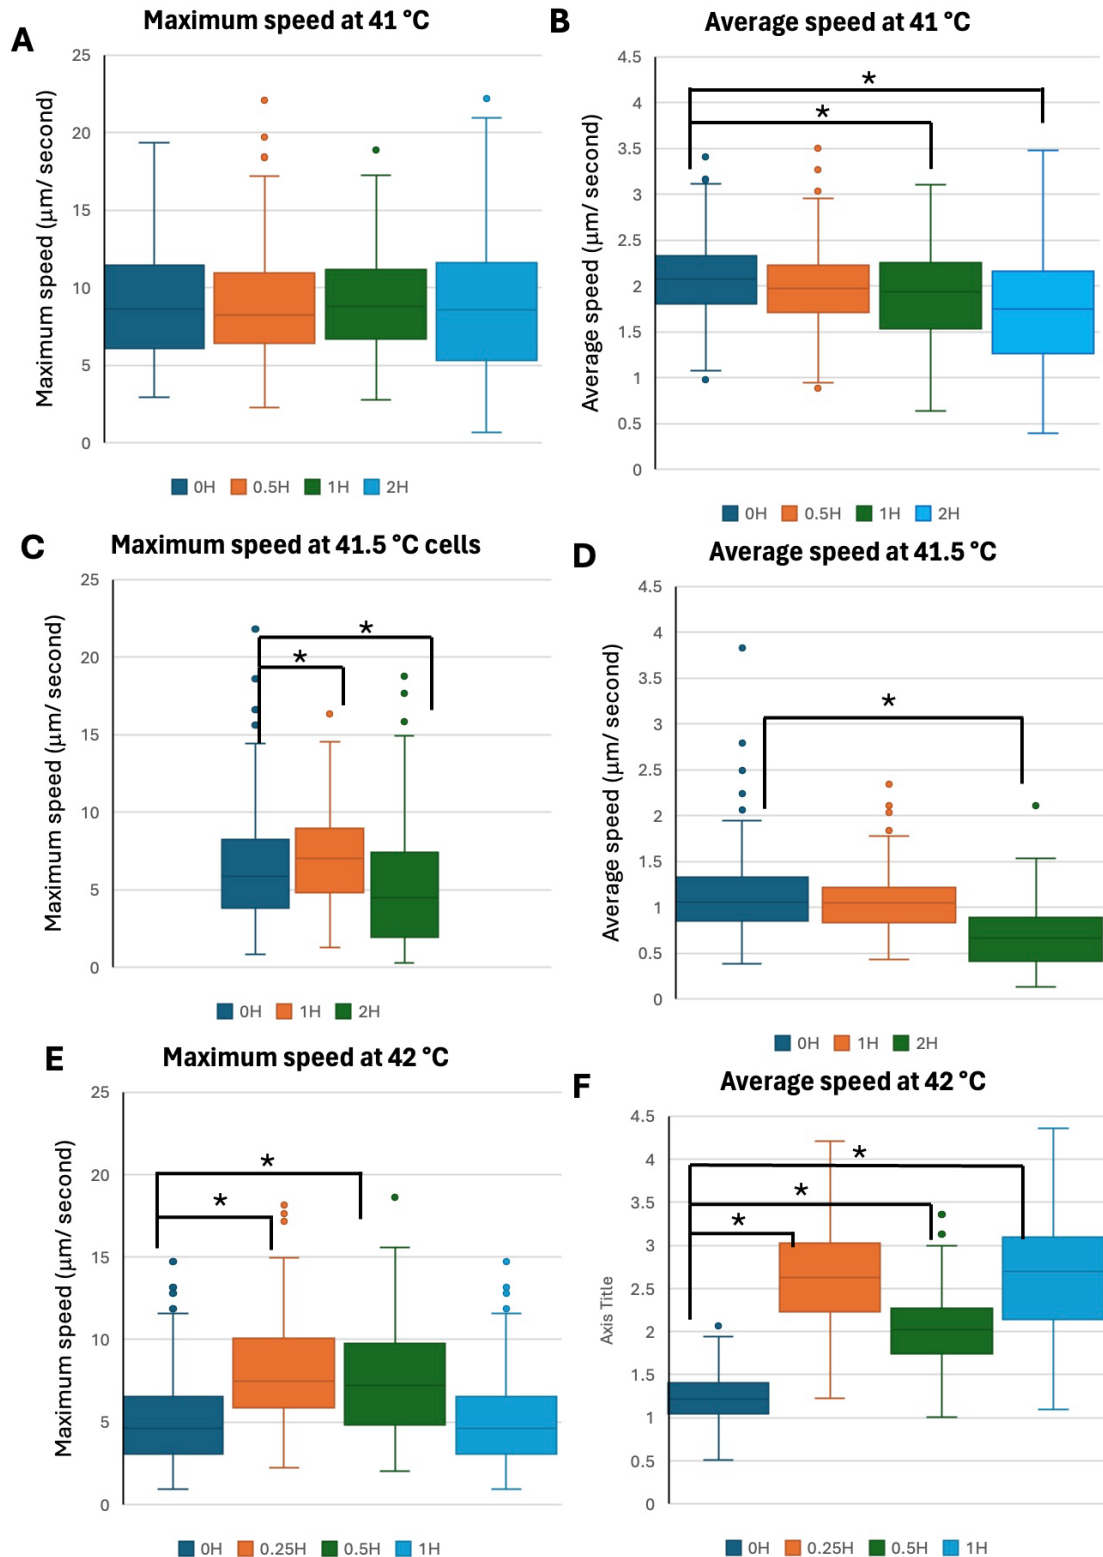 A
Maximum speed at 41 °C
Maximum speed (μm/ second)
25
20
15
10
5
0
0H 0.5H 1H 2H
B
Average speed at 41 °C
Average speed (μm/ second)
4.5
4
3.5
3
2.5
2
1.5
1
0.5
0
*
*
0H 0.5H 1H 2H
C
Maximum speed at 41.5 °C cells
Maximum speed (μm/ second)
25
20
15
10
5
0
*
*
0H 1H 2H
D
Average speed at 41.5 °C
Average speed (μm/ second)
4.5
4
3.5
3
2.5
2
1.5
1
0.5
0
*
0H 1H 2H
E
Maximum speed at 42 °C
Maximum speed (μm/ second)
25
20
15
10
5
0
*
*
0H 0.25H 0.5H 1H
F
Average speed at 42 °C
Axis Title
4.5
4
3.5
3
2.5
2
1.5
1
0.5
0
*
*
*
0H 0.25H 0.5H 1H